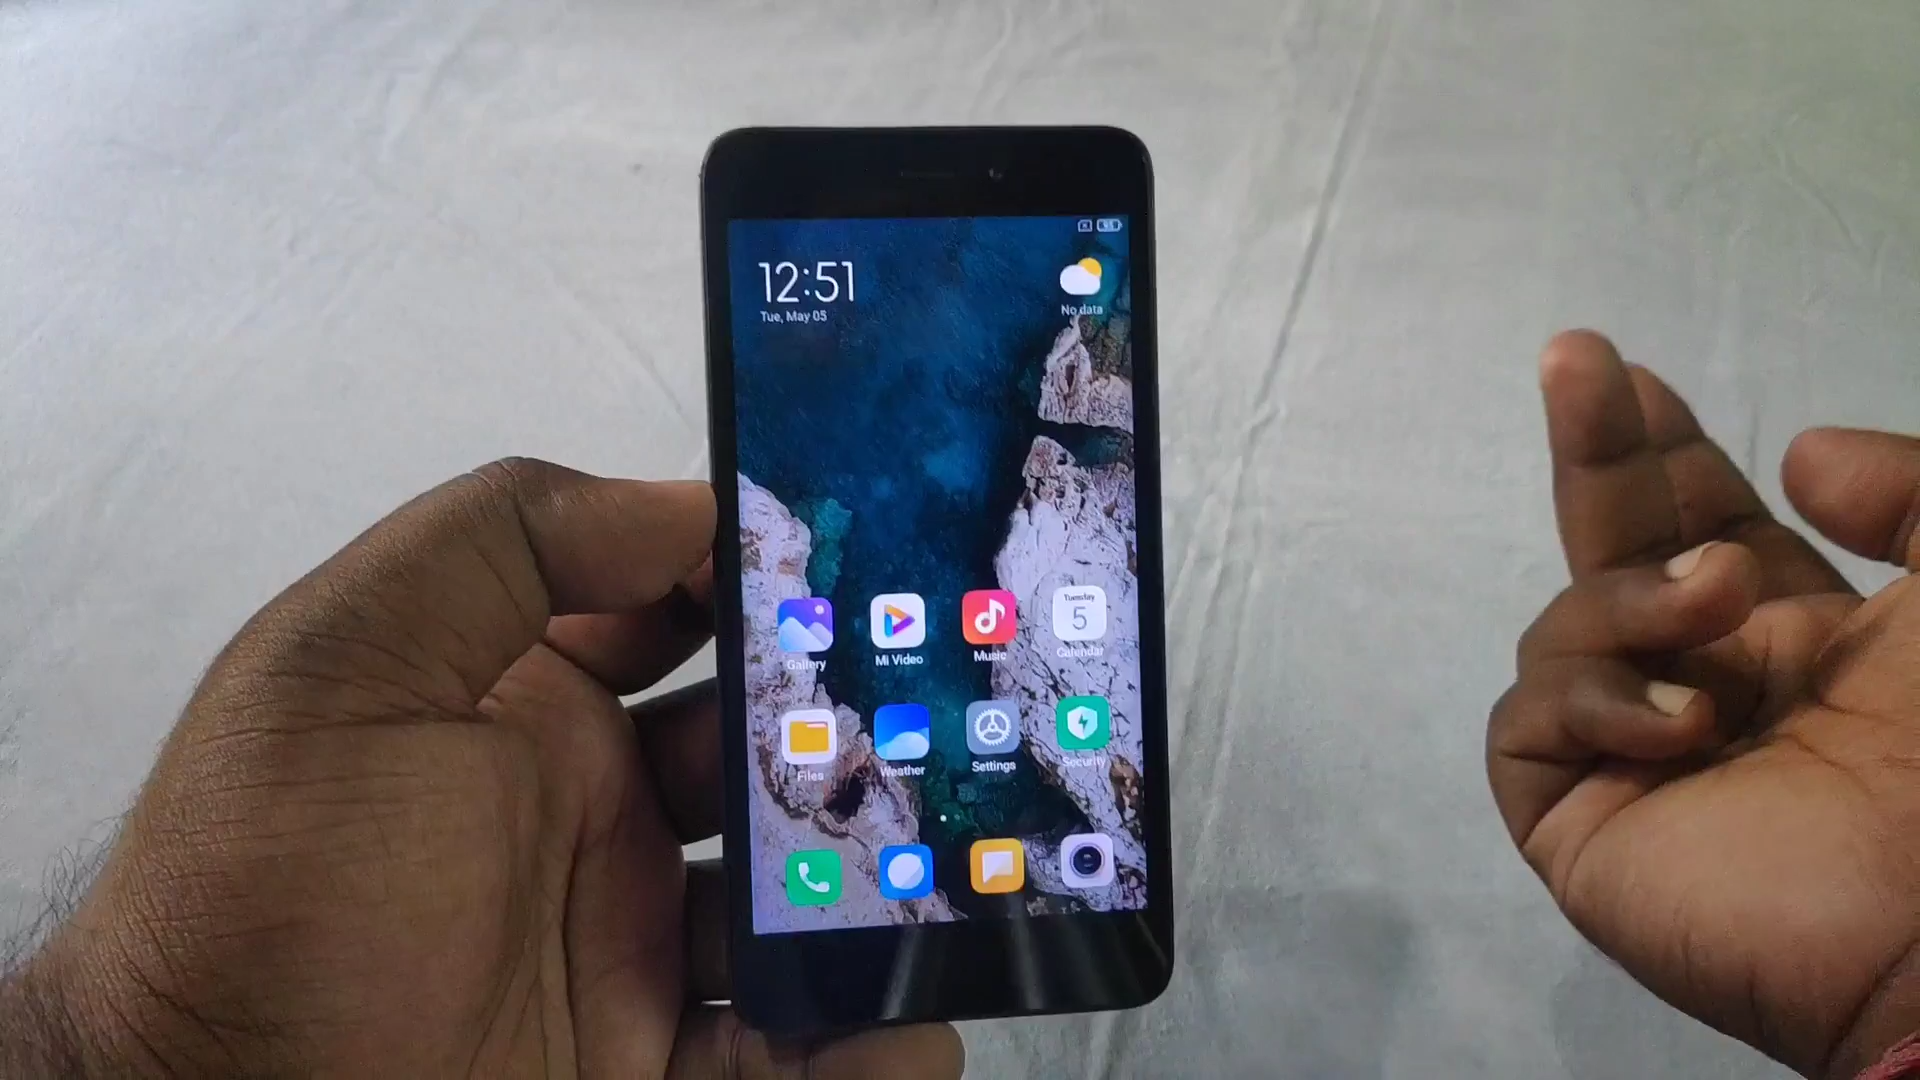 12:51
Tue, May 05
No data
Gallery
Mi Video
Music
Tuesday
5
Calendar
Files
Weather
Settings
Security